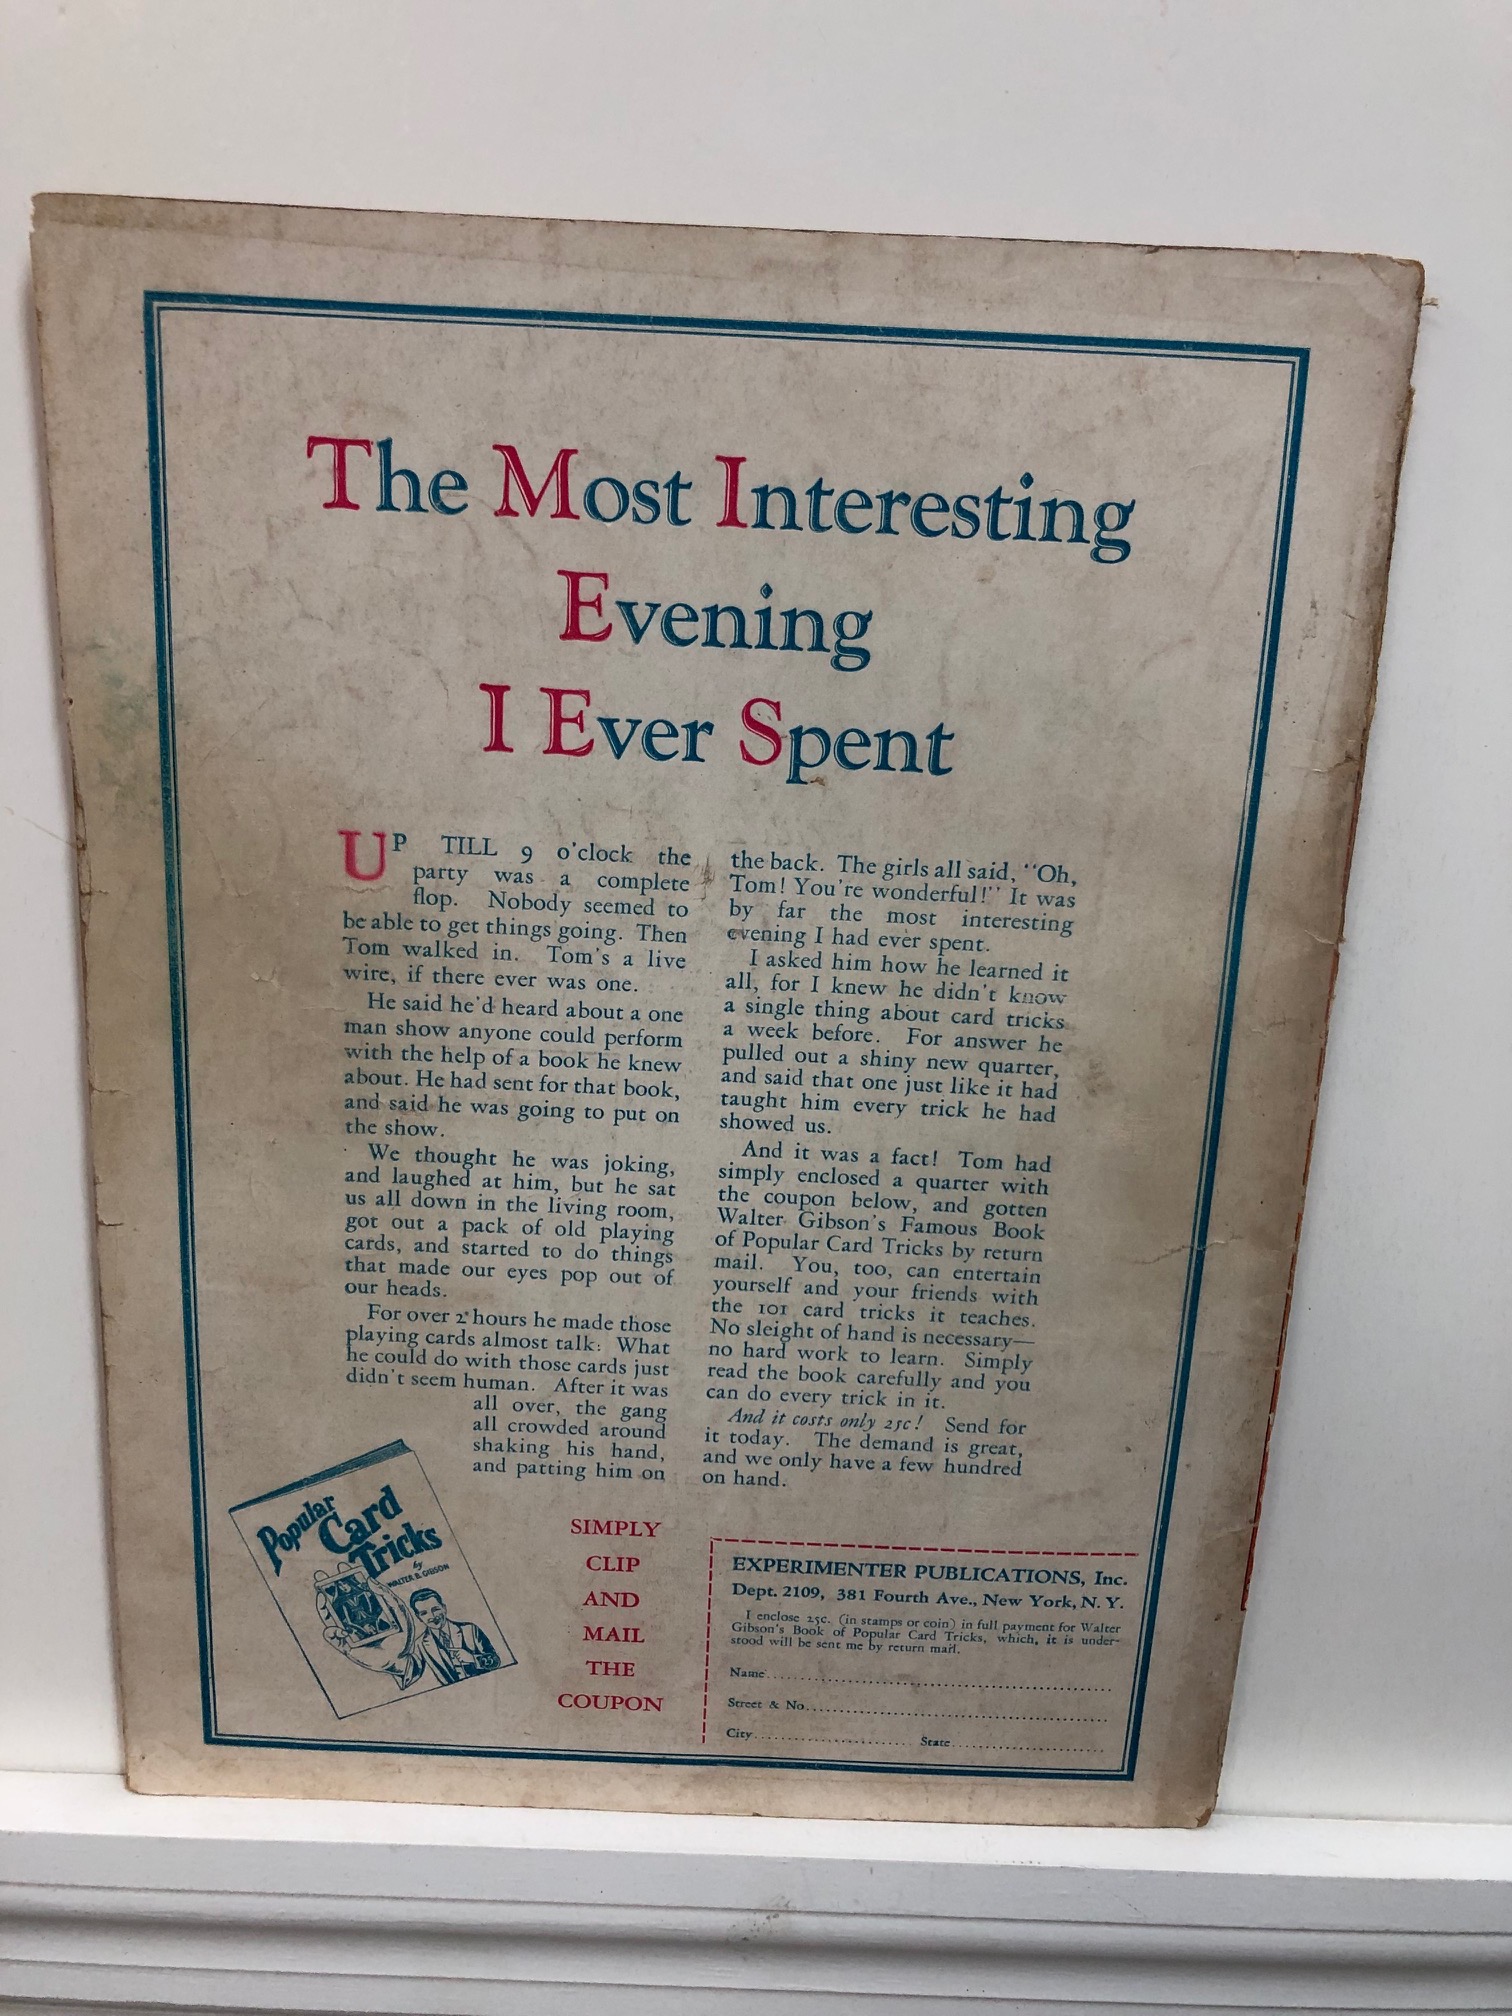 The Most Interesting
Evening
I Ever Spent
UP TILL 9 o'clock the
party was a complete
flop. Nobody seemed to
be able to get things going. Then
Tom walked in. Tom's a live
wire, if there ever was one.
He said he'd heard about a one
man show anyone could perform
with the help of a book he knew
about. He had sent for that book,
and said he was going to put on
the show.
We thought he was joking,
and laughed at him, but he sat
us all down in the living room,
got out a pack of old playing
cards, and started to do things
that made our eyes pop out of
our heads.
For over 2 hours he made those
playing cards almost talk. What
he could do with those cards just
didn't seem human. After it was
all over, the gang
all crowded around
shaking his hand,
and patting him on
the back. The girls all said, "Oh,
Tom! You're wonderful!" It was
by far the most interesting
evening I had ever spent.
I asked him how he learned it
all, for I knew he didn't know
a single thing about card tricks
a week before. For answer he
pulled out a shiny new quarter,
and said that one just like it had
taught him every trick he had
showed us.
And it was a fact! Tom had
simply enclosed a quarter with
the coupon below, and gotten
Walter Gibson's Famous Book
of Popular Card Tricks by return
mail. You, too, can entertain
yourself and your friends with
the 101 card tricks it teaches.
No sleight of hand is necessary—
no hard work to learn. Simply
read the book carefully and you
can do every trick in it.
And it costs only 25c! Send for
it today. The demand is great,
and we only have a few hundred
on hand.
Popular
Card
Tricks
by
WALTER B. GIBSON
25¢
SIMPLY
CLIP
AND
MAIL
THE
COUPON
EXPERIMENTER PUBLICATIONS, Inc.
Dept. 2109, 381 Fourth Ave., New York, N. Y.
I enclose 25c. (in stamps or coin) in full payment for Walter
Gibson's Book of Popular Card Tricks, which, it is under-
stood will be sent me by return mail.
Name
Street & No.
City State